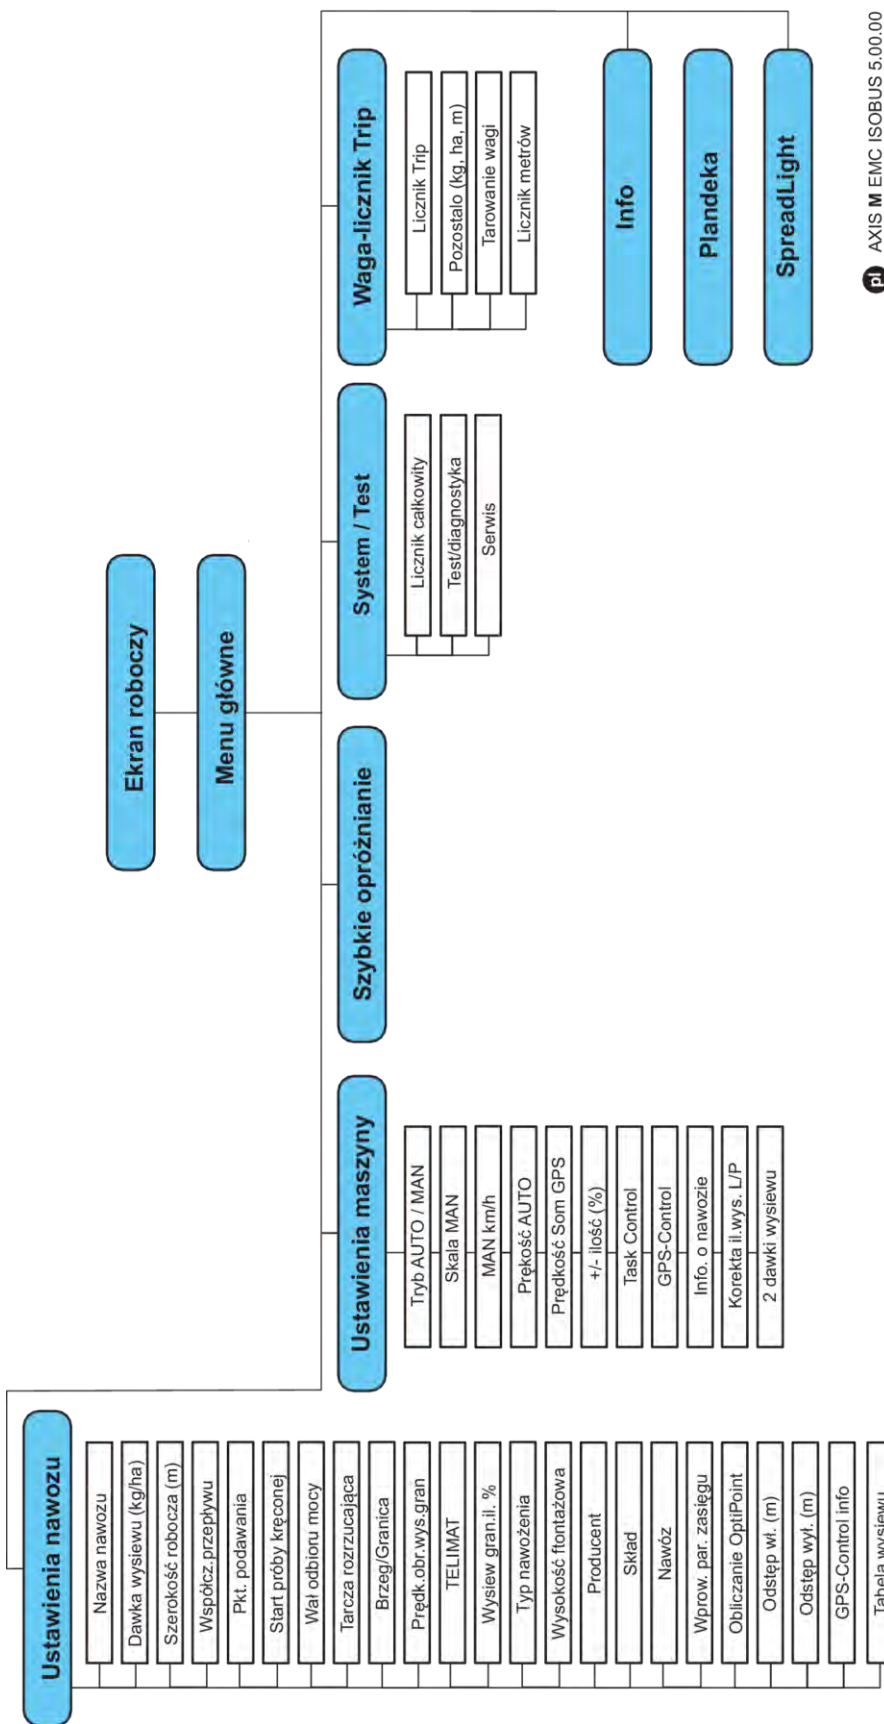 Ekran roboczy
Menu główne
Ustawienia nawozu
Nazwa nawozu
Dawka wysiewu (kg/ha)
Szerokość robocza (m)
Współcz.przepływu
Pkt. podawania
Start próby kręconej
Wał odbioru mocy
Tarcza rozrzucająca
Brzeg/Granica
Prędk.obr.wys.gran
TELIMAT
Wysiew gran.il. %
Typ nawożenia
Wysokość ftontażowa
Producent
Skład
Nawóz
Wprow. par. zasięgu
Obliczanie OptiPoint
Odstęp wł. (m)
Odstęp wył. (m)
GPS-Control info
Tabela wysiewu
Ustawienia maszyny
Tryb AUTO / MAN
Skala MAN
MAN km/h
Prękość AUTO
Prędkość Som GPS
+/- ilość (%)
Task Control
GPS-Control
Info. o nawozie
Korekta il.wys. L/P
2 dawki wysiewu
Szybkie opróżnianie
System / Test
Licznik całkowity
Test/diagnostyka
Serwis
Waga-licznik Trip
Licznik Trip
Pozostalo (kg, ha, m)
Tarowanie wagi
Licznik metrów
Info
Plandeka
SpreadLight
pl AXIS M EMC ISOBUS 5.00.00